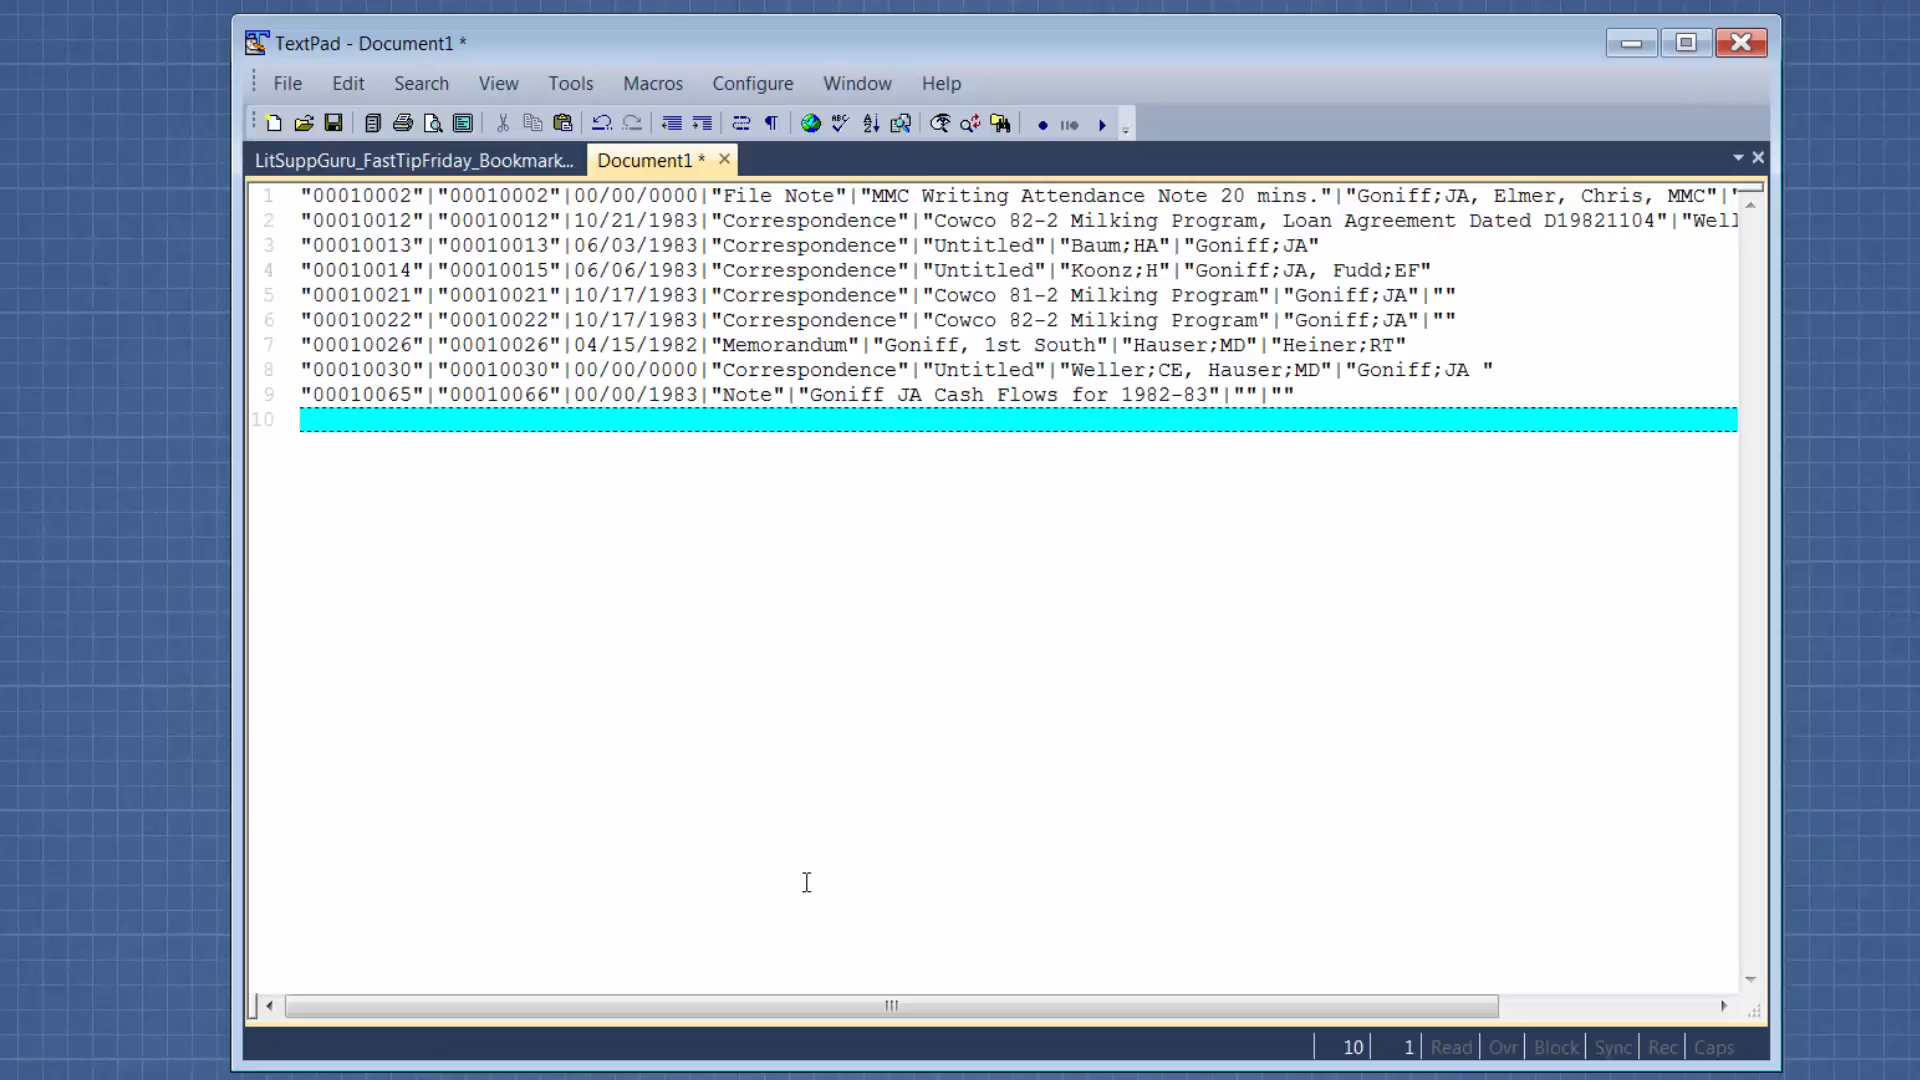 TextPad - Document1 *
File Edit Search View Tools Macros Configure Window Help
LitSuppGuru_FastTipFriday_Bookmark... Document1 *
1 "00010002"|"00010002"|00/00/0000|"File Note"|"MMC Writing Attendance Note 20 mins."|"Goniff;JA, Elmer, Chris, MMC"|"
2 "00010012"|"00010012"|10/21/1983|"Correspondence"|"Cowco 82-2 Milking Program, Loan Agreement Dated D19821104"|"Well
3 "00010013"|"00010013"|06/03/1983|"Correspondence"|"Untitled"|"Baum;HA"|"Goniff;JA"
4 "00010014"|"00010015"|06/06/1983|"Correspondence"|"Untitled"|"Koonz;H"|"Goniff;JA, Fudd;EF"
5 "00010021"|"00010021"|10/17/1983|"Correspondence"|"Cowco 81-2 Milking Program"|"Goniff;JA"|""
6 "00010022"|"00010022"|10/17/1983|"Correspondence"|"Cowco 82-2 Milking Program"|"Goniff;JA"|""
7 "00010026"|"00010026"|04/15/1982|"Memorandum"|"Goniff, 1st South"|"Hauser;MD"|"Heiner;RT"
8 "00010030"|"00010030"|00/00/0000|"Correspondence"|"Untitled"|"Weller;CE, Hauser;MD"|"Goniff;JA "
9 "00010065"|"00010066"|00/00/1983|"Note"|"Goniff JA Cash Flows for 1982-83"|""|""
10
10 1 Read Ovr Block Sync Rec Caps